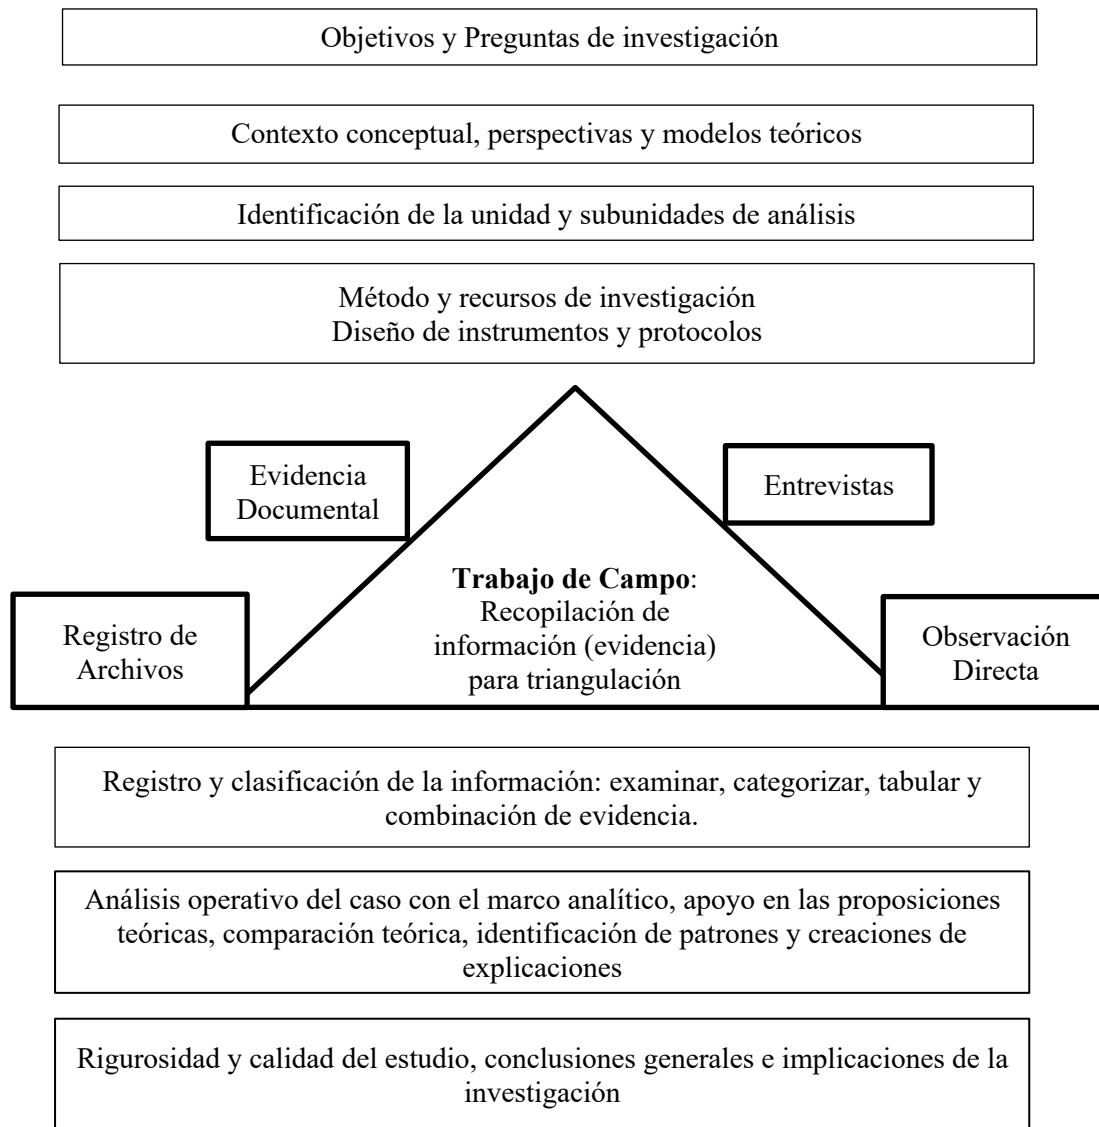 Objetivos y Preguntas de investigación
Contexto conceptual, perspectivas y modelos teóricos
Identificación de la unidad y subunidades de análisis
Método y recursos de investigación
Diseño de instrumentos y protocolos
Evidencia
Documental
Entrevistas
Trabajo de Campo:
Recopilación de
información (evidencia)
para triangulación
Registro de
Archivos
Observación
Directa
Registro y clasificación de la información: examinar, categorizar, tabular y
combinación de evidencia.
Análisis operativo del caso con el marco analítico, apoyo en las proposiciones
teóricas, comparación teórica, identificación de patrones y creaciones de
explicaciones
Rigurosidad y calidad del estudio, conclusiones generales e implicaciones de la
investigación